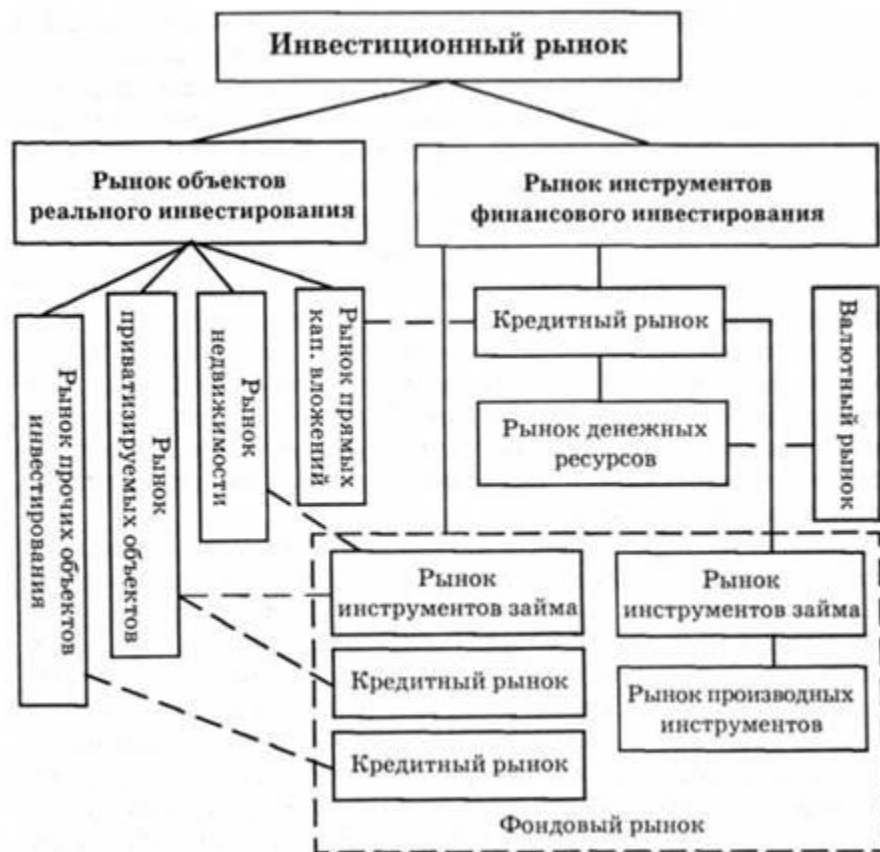 Инвестиционный рынок
Рынок объектов
реального инвестирования
Рынок инструментов
финансового инвестирования
Рынок прочих объектов
инвестирования
Рынок
приватизируемых объектов
Рынок
недвижимости
Рынок прямых
кап. вложений
Кредитный рынок
Рынок денежных
ресурсов
Валютный рынок
Рынок
инструментов займа
Кредитный рынок
Кредитный рынок
Рынок
инструментов займа
Рынок производных
инструментов
Фондовый рынок